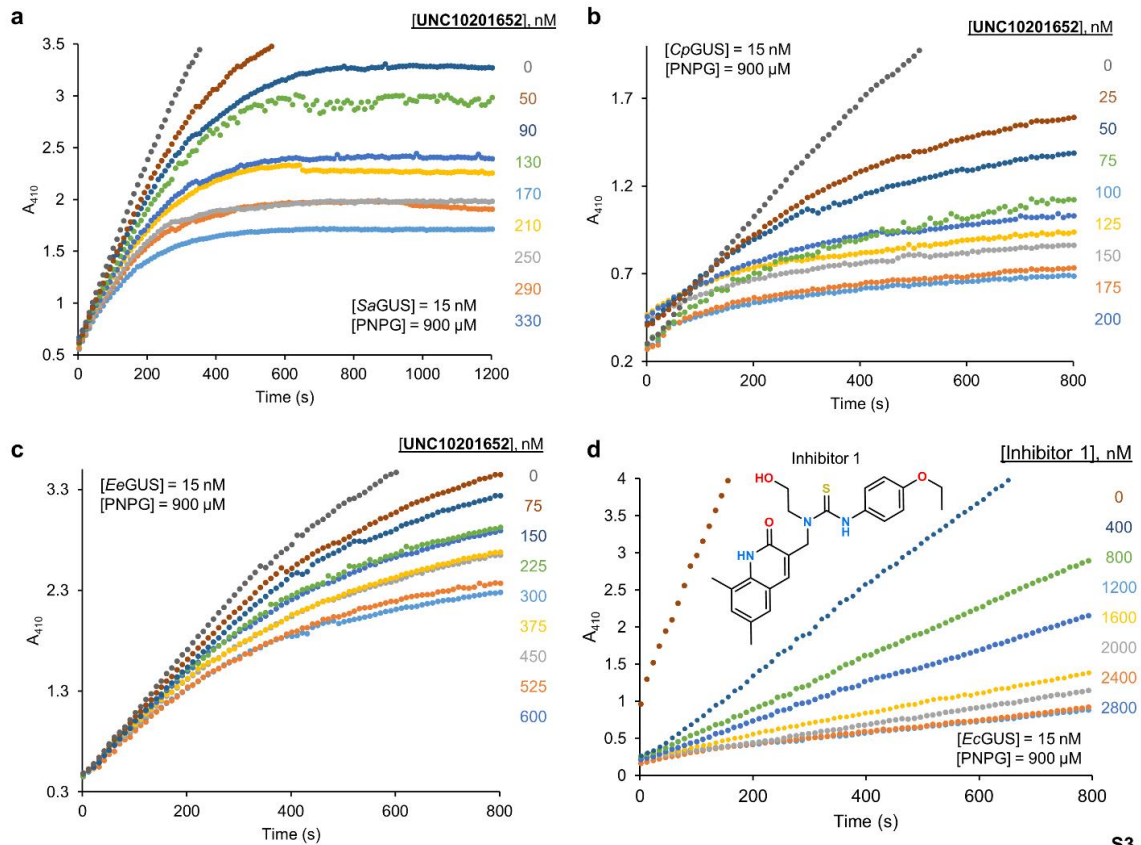 a
[UNC10201652], nM
3.5
3
2.5
2
1.5
1
0.5
A410
0 200 400 600 800 1000 1200
Time (s)
[SaGUS] = 15 nM
[PNPG] = 900 µM
0
50
90
130
170
210
250
290
330
b
[UNC10201652], nM
[CpGUS] = 15 nM
[PNPG] = 900 µM
1.7
1.2
0.7
0.2
A410
0 200 400 600 800
Time (s)
0
25
50
75
100
125
150
175
200
c
[UNC10201652], nM
[EeGUS] = 15 nM
[PNPG] = 900 µM
3.3
2.3
1.3
0.3
A410
0 200 400 600 800
Time (s)
0
75
150
225
300
375
450
525
600
d
[Inhibitor 1], nM
Inhibitor 1
HO
S
O
N
N
H
O
HN
4
3.5
3
2.5
2
1.5
1
0.5
0
A410
0 200 400 600 800
Time (s)
[EcGUS] = 15 nM
[PNPG] = 900 µM
0
400
800
1200
1600
2000
2400
2800
S3